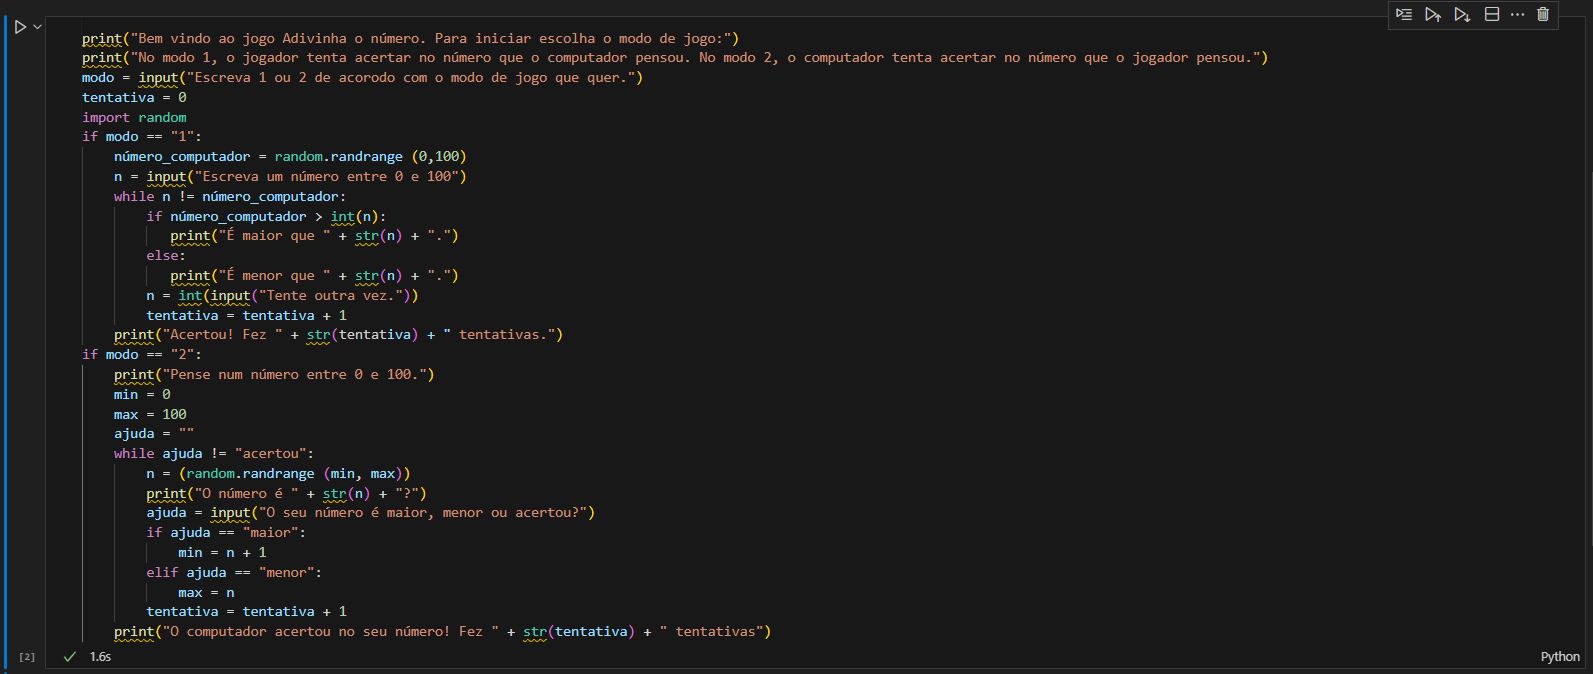 print("Bem vindo ao jogo Adivinha o número. Para iniciar escolha o modo de jogo:")
print("No modo 1, o jogador tenta acertar no número que o computador pensou. No modo 2, o computador tenta acertar no número que o jogador pensou.")
modo = input("Escreva 1 ou 2 de acorodo com o modo de jogo que quer.")
tentativa = 0
import random
if modo == "1":
    número_computador = random.randrange (0,100)
    n = input("Escreva um número entre 0 e 100")
    while n != número_computador:
        if número_computador > int(n):
           print("É maior que " + str(n) + ".")
        else:
           print("É menor que " + str(n) + ".")
        n = int(input("Tente outra vez."))
        tentativa = tentativa + 1
    print("Acertou! Fez " + str(tentativa) + " tentativas.")
if modo == "2":
    print("Pense num número entre 0 e 100.")
    min = 0
    max = 100
    ajuda = ""
    while ajuda != "acertou":
        n = (random.randrange (min, max))
        print("O número é " + str(n) + "?")
        ajuda = input("O seu número é maior, menor ou acertou?")
        if ajuda == "maior":
            min = n + 1
        elif ajuda == "menor":
            max = n
        tentativa = tentativa + 1
    print("O computador acertou no seu número! Fez " + str(tentativa) + " tentativas")
[2] 1.6s Python